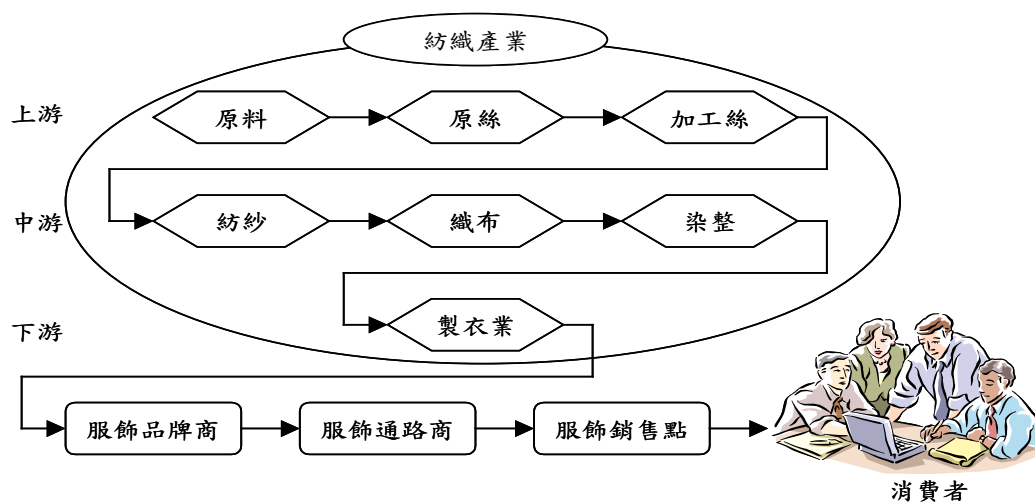 紡織產業
上游
原料
原絲
加工絲
中游
紡紗
織布
染整
下游
製衣業
服飾品牌商
服飾通路商
服飾銷售點
消費者